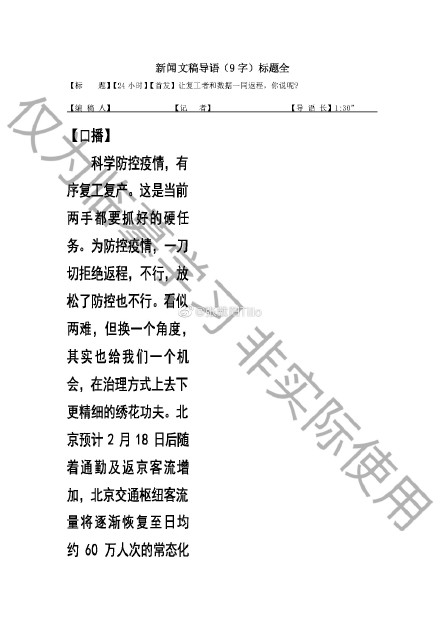 新闻文稿导语（9字）标题全
【标　　题】【24小时】【首发】让复工者和数据一同返程，你说呢?
【编 稿 人】　　【记　　者】　　【导 语 长】1:30"
【口播】
科学防控疫情，有
序复工复产。这是当前
两手都要抓好的硬任
务。为防控疫情，一刀
切拒绝返程，不行，放
松了防控也不行。看似
两难，但换一个角度，
其实也给我们一个机
会，在治理方式上去下
更精细的绣花功夫。北
京预计2月18日后随
着通勤及返京客流增
加，北京交通枢纽客流
量将逐渐恢复至日均
约 60 万人次的常态化
仅为临摹学习 非实际使用